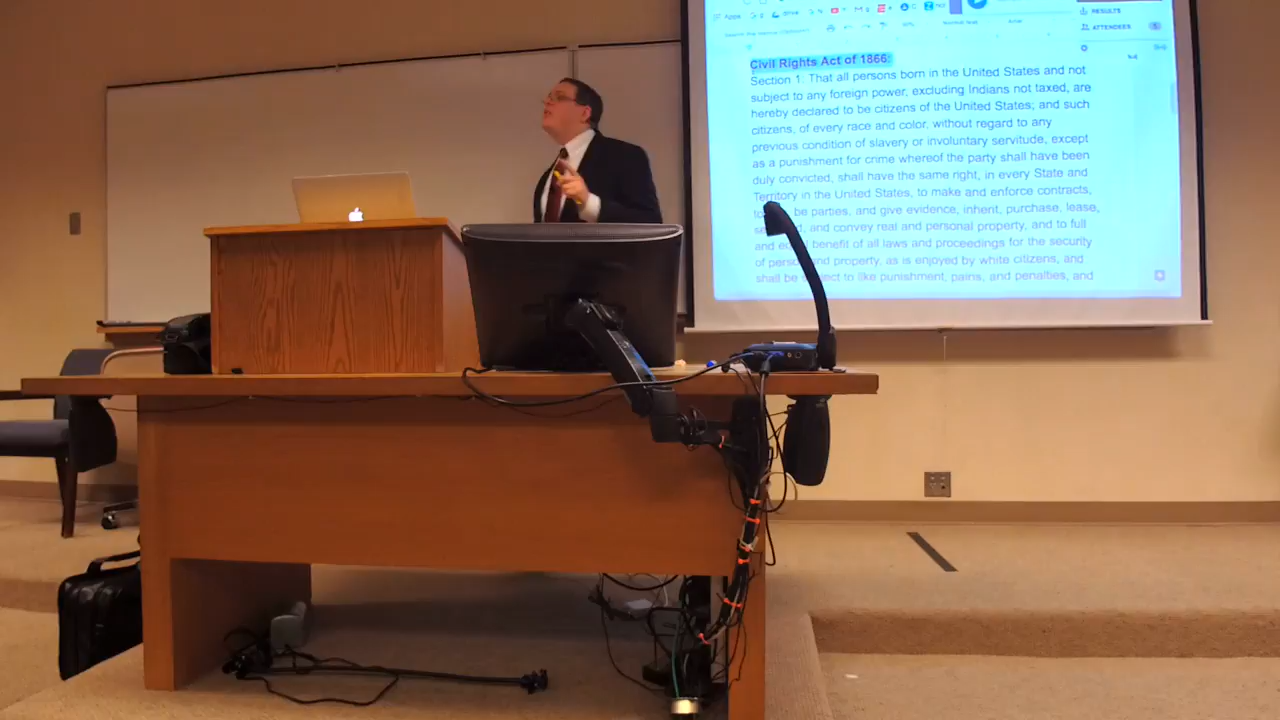 Apps
drive
RESULTS
ATTENDEES 5
Normal text
Arial
Civil Rights Act of 1866:
Section 1. That all persons born in the United States and not
subject to any foreign power, excluding Indians not taxed, are
hereby declared to be citizens of the United States; and such
citizens, of every race and color, without regard to any
previous condition of slavery or involuntary servitude, except
as a punishment for crime whereof the party shall have been
duly convicted, shall have the same right, in every State and
Territory in the United States, to make and enforce contracts,
be parties, and give evidence, inherit, purchase, lease,
and convey real and personal property, and to full
and benefit of all laws and proceedings for the security
of and property, as is enjoyed by white citizens, and
shall be to like punishment, pains, and penalties, and